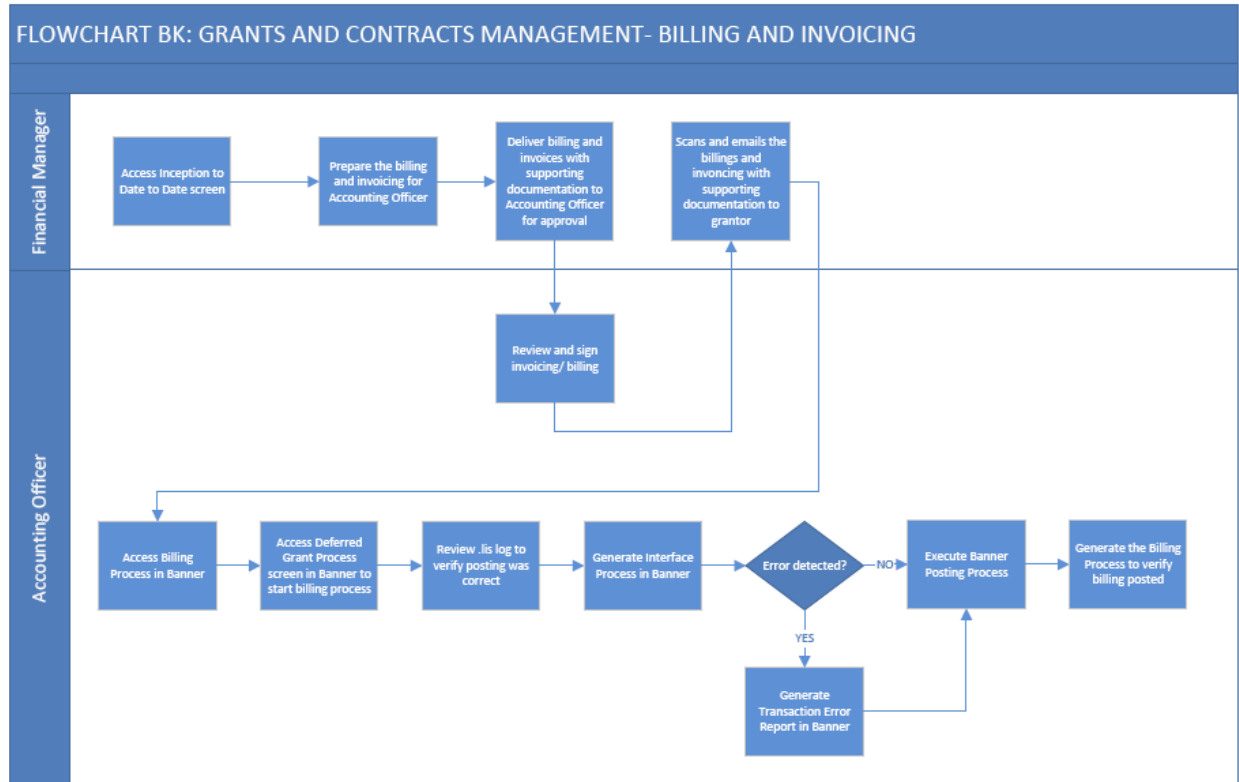 FLOWCHART BK: GRANTS AND CONTRACTS MANAGEMENT- BILLING AND INVOICING
Financial Manager
Access Inception to
Date to Date screen
Prepare the billing
and invoicing for
Accounting Officer
Deliver billing and
invoices with
supporting
documentation to
Accounting Officer
for approval
Scans and emails the
billings and
invoncing with
supporting
documentation to
grantor
Accounting Officer
Review and sign
invoicing/ billing
Access Billing
Process in Banner
Access Deferred
Grant Process
screen in Banner to
start billing process
Review .lis log to
verify posting was
correct
Generate Interface
Process in Banner
Error detected?
NO
Execute Banner
Posting Process
Generate the Billing
Process to verify
billing posted
YES
Generate
Transaction Error
Report in Banner